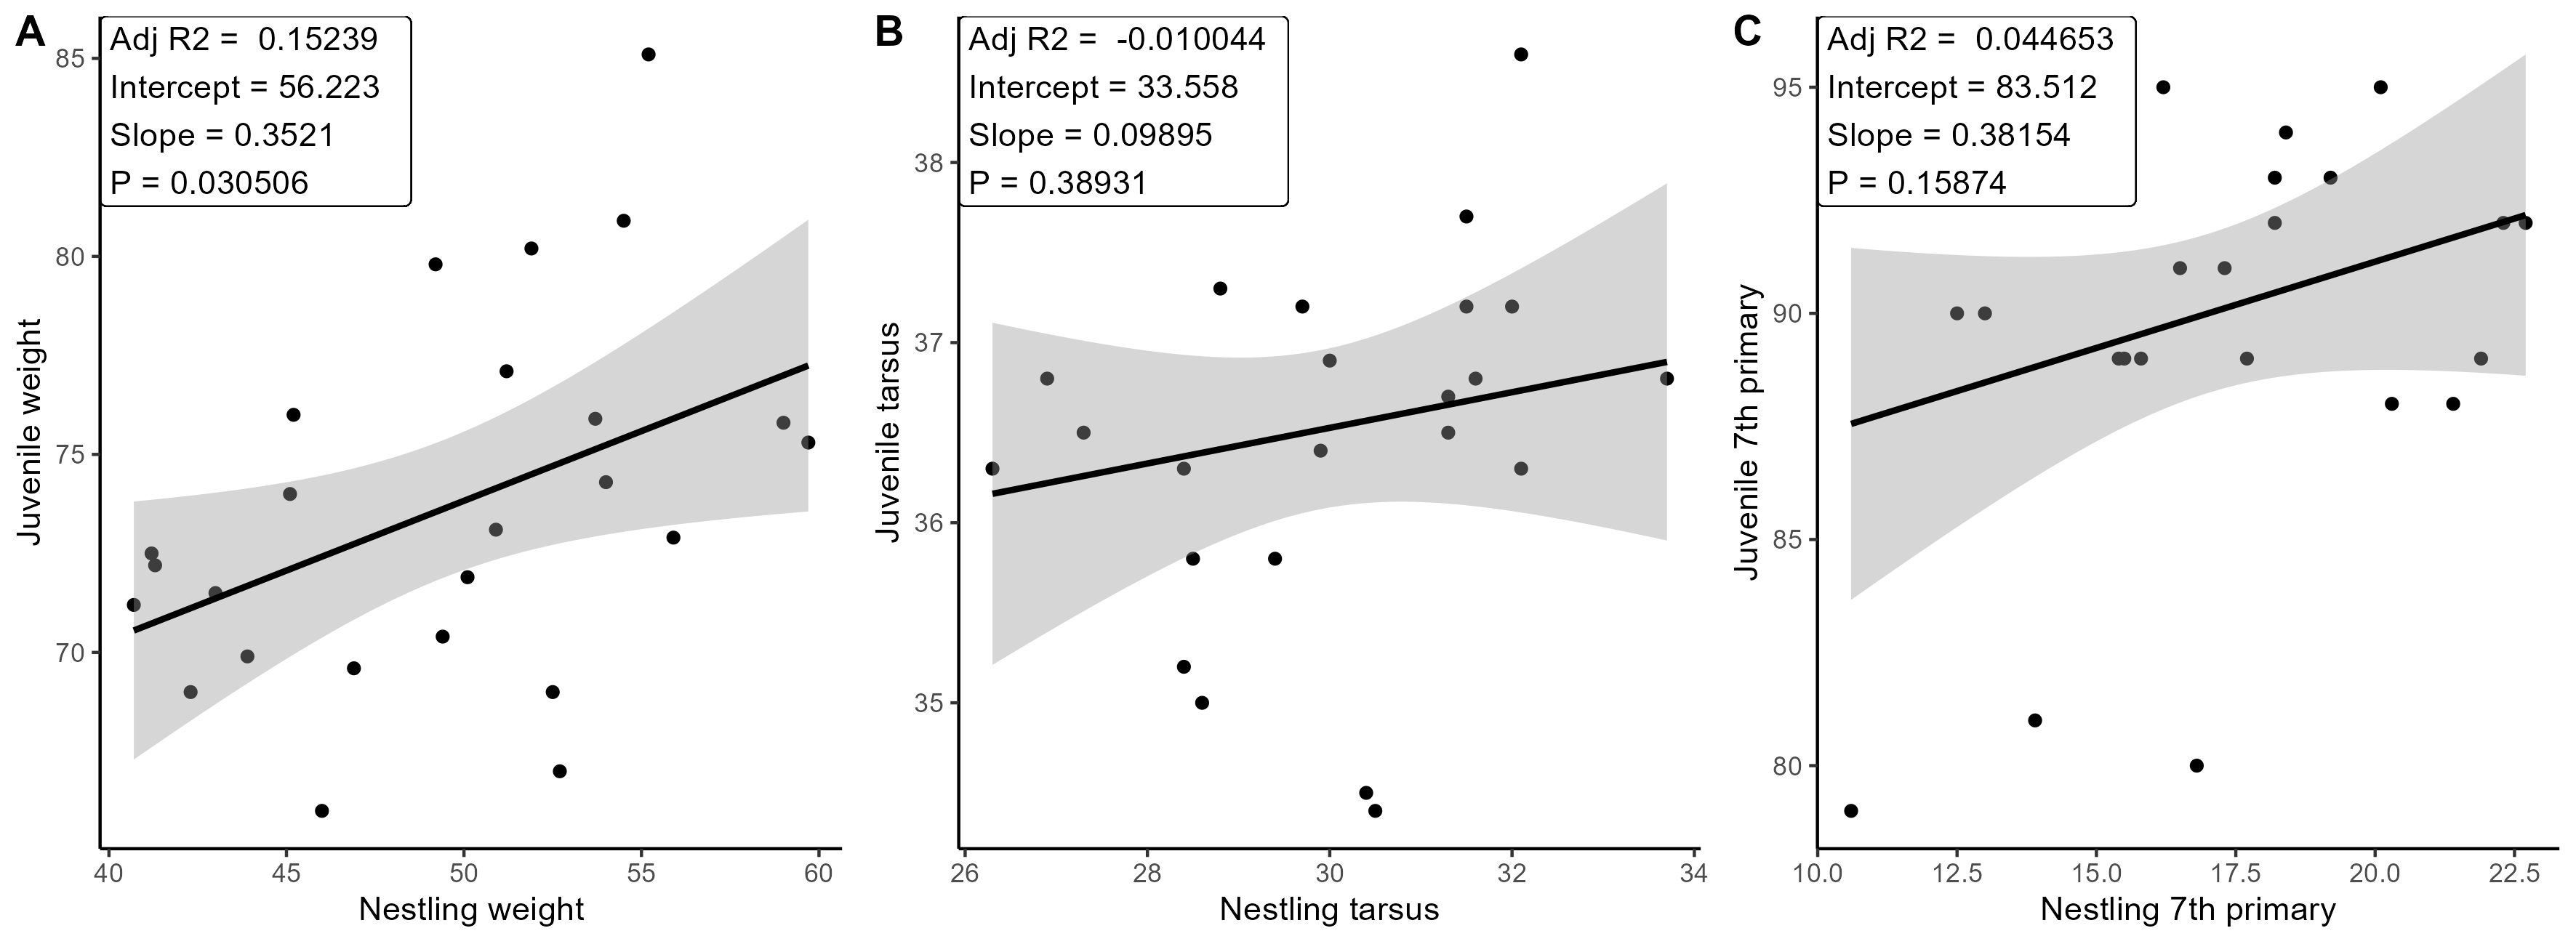 A
Adj R2 =  0.15239
Intercept = 56.223
Slope = 0.3521
P = 0.030506
85
80
75
70
Juvenile weight
40 45 50 55 60
Nestling weight
B
Adj R2 =  -0.010044
Intercept = 33.558
Slope = 0.09895
P = 0.38931
38
37
36
35
Juvenile tarsus
26 28 30 32 34
Nestling tarsus
C
Adj R2 =  0.044653
Intercept = 83.512
Slope = 0.38154
P = 0.15874
95
90
85
80
Juvenile 7th primary
10.0 12.5 15.0 17.5 20.0 22.5
Nestling 7th primary